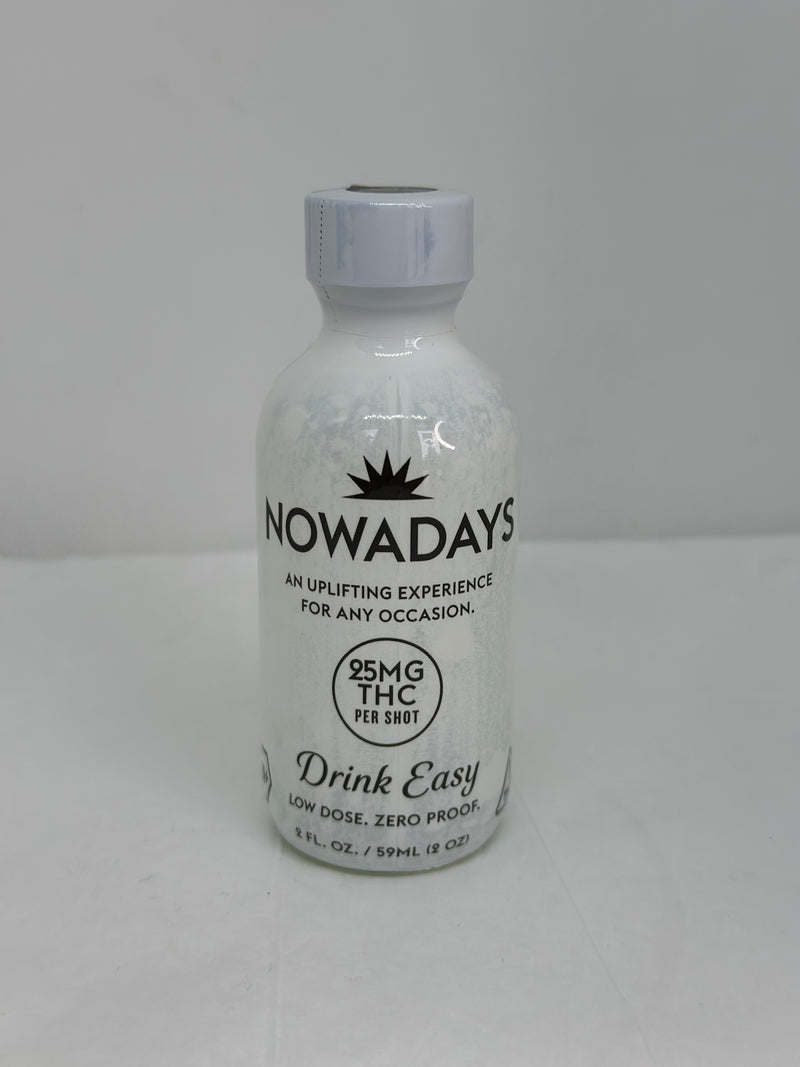 NOWADAYS
AN UPLIFTING EXPERIENCE
FOR ANY OCCASION.
25MG
THC
PER SHOT
Drink Easy
LOW DOSE. ZERO PROOF.
2 FL. OZ. / 59ML (2 OZ)